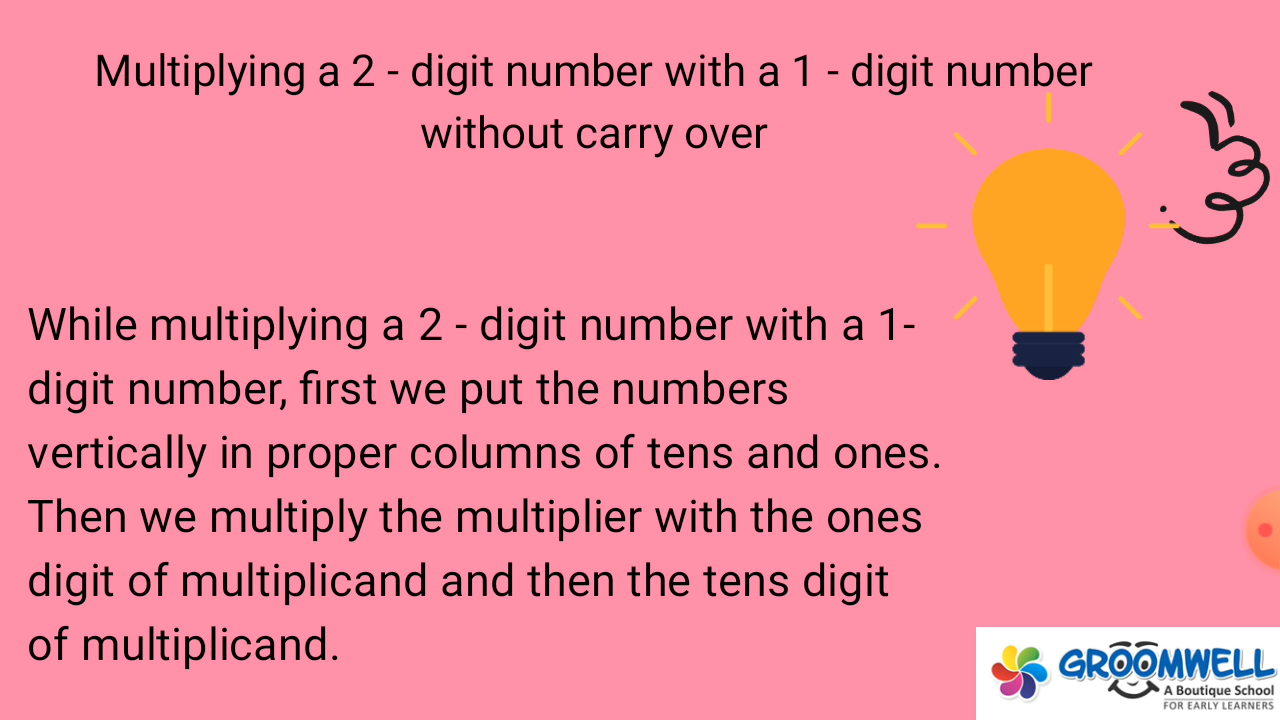 Multiplying a 2 - digit number with a 1 - digit number
without carry over
While multiplying a 2 - digit number with a 1-
digit number, first we put the numbers
vertically in proper columns of tens and ones.
Then we multiply the multiplier with the ones
digit of multiplicand and then the tens digit
of multiplicand.
GROOMWELL
A Boutique School
FOR EARLY LEARNERS